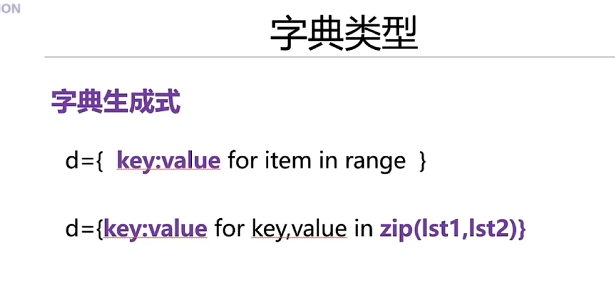 ION
字典类型
字典生成式
d={ key:value for item in range }
d={key:value for key,value in zip(lst1,lst2)}